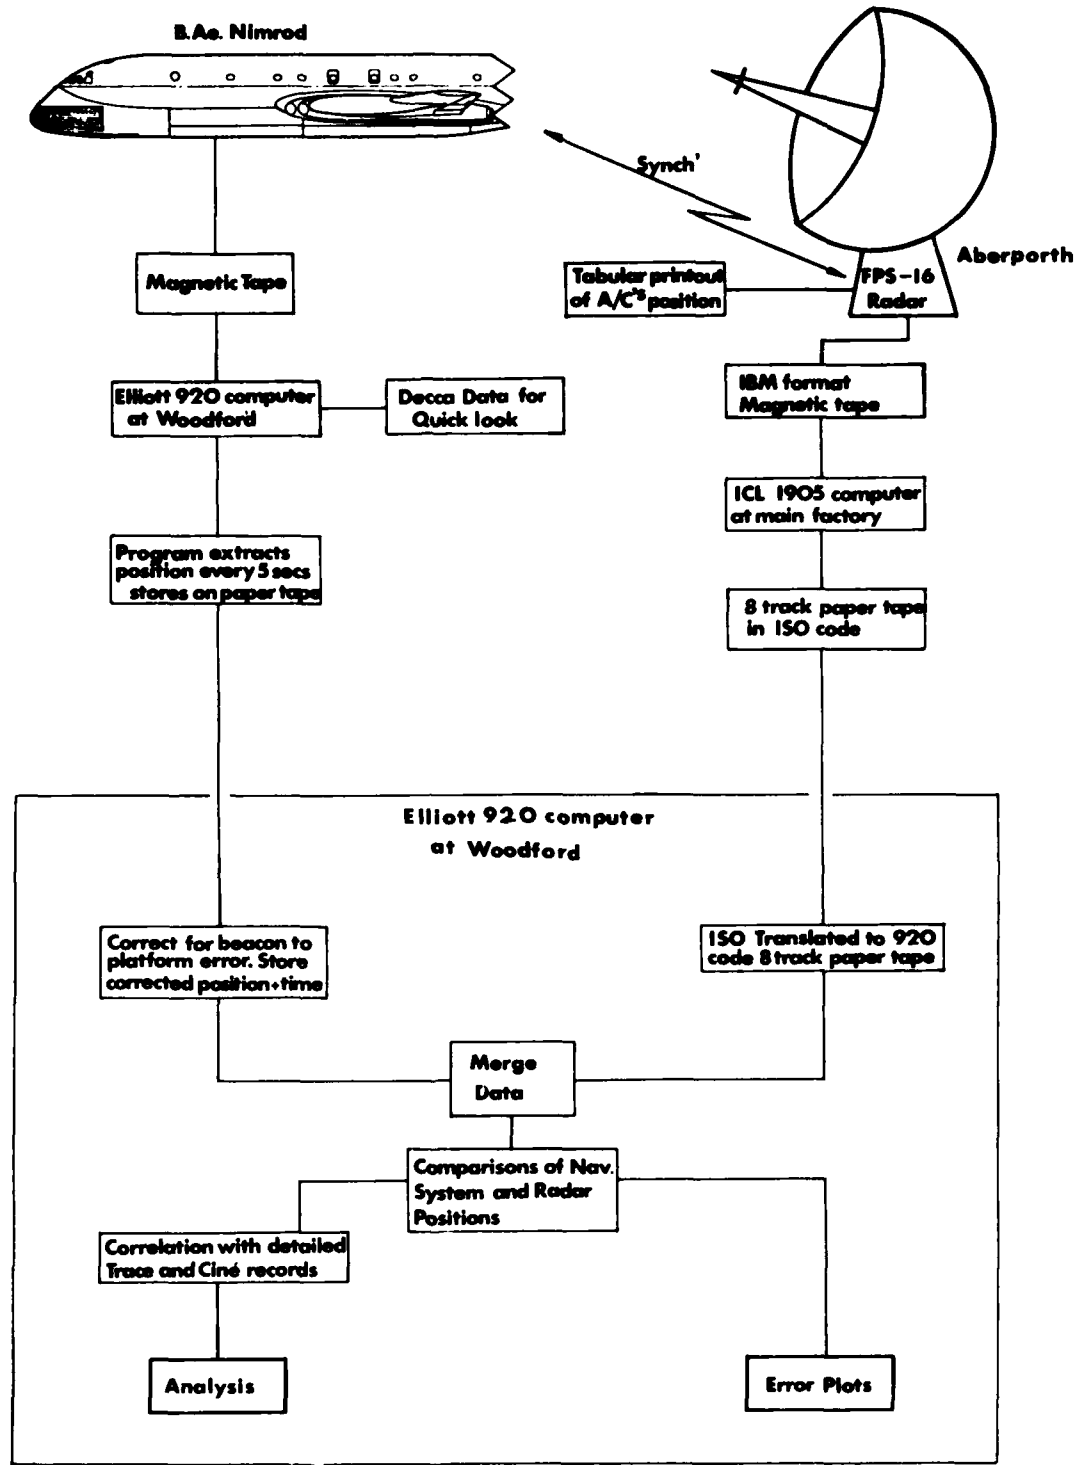 B.Ae. Nimrod
Synch'
Aberporth
Magnetic Tape
Tabular printout
of A/C's position
FPS-16
Radar
Elliott 920 computer
at Woodford
Decca Data for
Quick look
IBM format
Magnetic tape
ICL 1905 computer
at main factory
Program extracts
position every 5 secs
stores on paper tape
8 track paper tape
in ISO code
Elliott 920 computer
at Woodford
Correct for beacon to
platform error. Store
corrected position+time
ISO Translated to 920
code 8 track paper tape
Merge
Data
Comparisons of Nav.
System and Radar
Positions
Correlation with detailed
Trace and Ciné records
Analysis
Error Plots